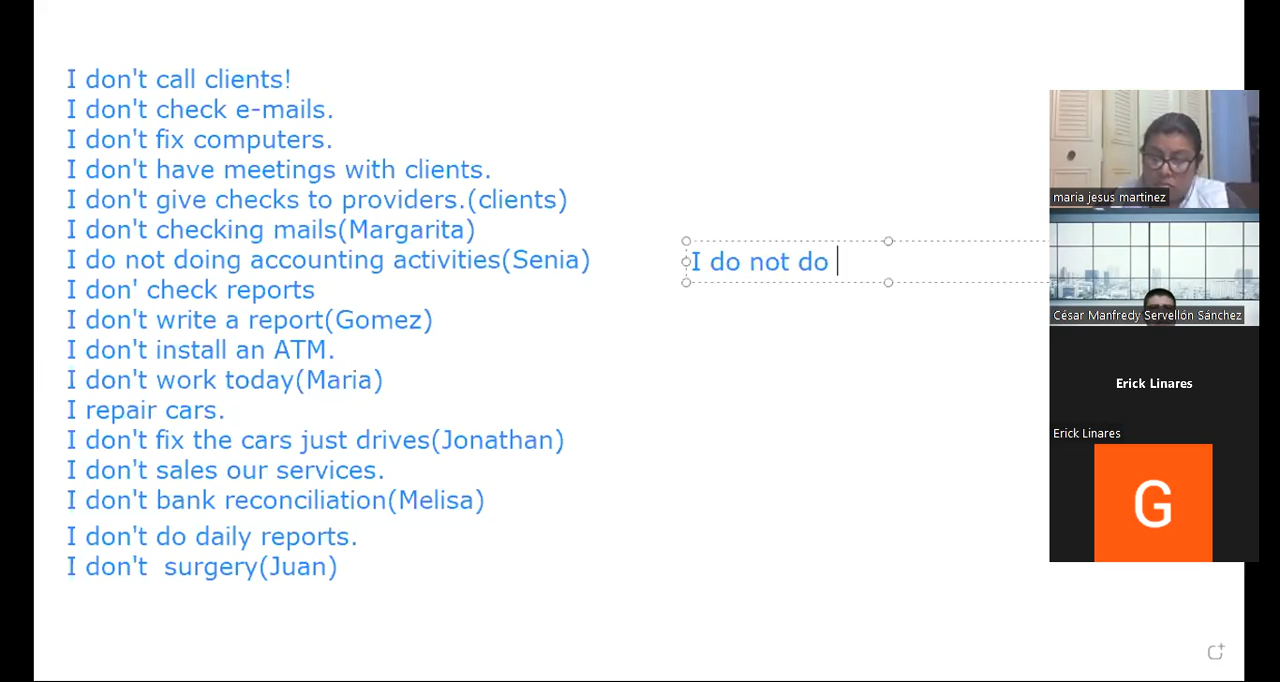 I don't call clients!
I don't check e-mails.
I don't fix computers.
I don't have meetings with clients.
I don't give checks to providers.(clients)
I don't checking mails(Margarita)
I do not doing accounting activities(Senia)
I don' check reports
I don't write a report(Gomez)
I don't install an ATM.
I don't work today(Maria)
I repair cars.
I don't fix the cars just drives(Jonathan)
I don't sales our services.
I don't bank reconciliation(Melisa)
I don't do daily reports.
I don't  surgery(Juan)
I do not do
maria jesus martinez
César Manfredy Servellón Sánchez
Erick Linares
Erick Linares
G